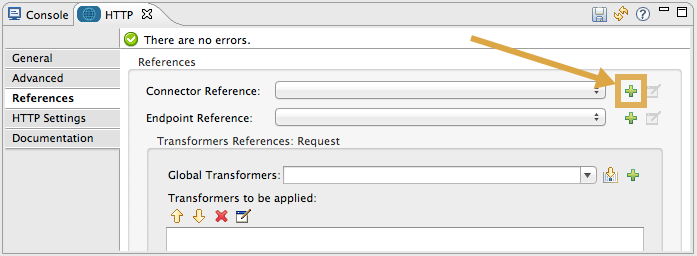 Console HTTP
There are no errors.
General
Advanced
References
HTTP Settings
Documentation
References
Connector Reference:
Endpoint Reference:
Transformers References: Request
Global Transformers:
Transformers to be applied: